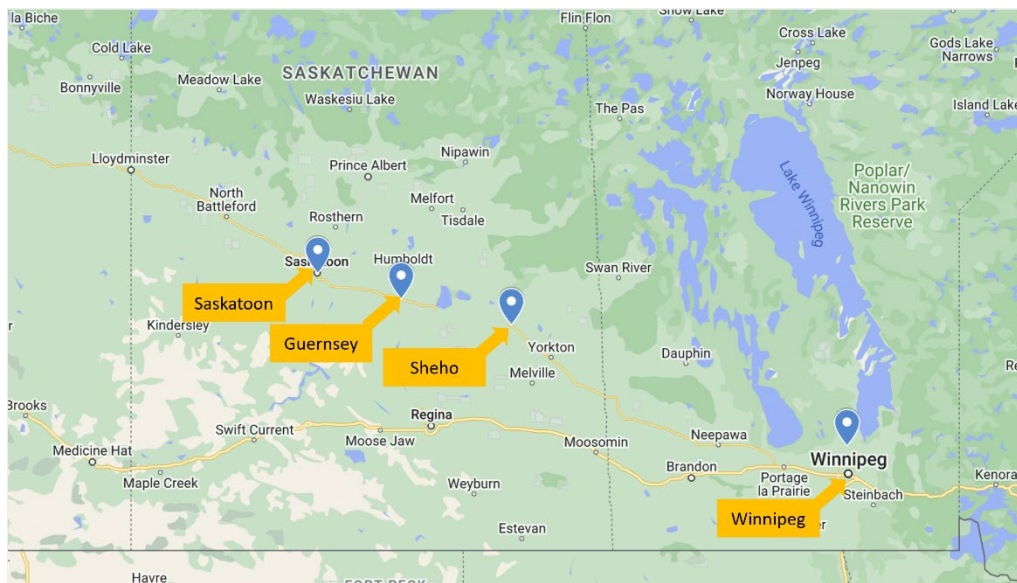 la Biche
Flin Flon
Snow Lake
Cold Lake
Cross Lake
Jenpeg
Gods Lake
Narrows
Bonnyville
Meadow Lake
SASKATCHEWAN
Waskesiu Lake
The Pas
Norway House
Island Lake
Lloydminster
Prince Albert
Nipawin
Lake Winnipeg
Poplar/
Nanowin
Rivers Park
Reserve
North
Battleford
Rosthern
Melfort
Tisdale
Saskatoon
Humboldt
Swan River
Saskatoon
Guernsey
Sheho
Kindersley
Yorkton
Melville
Dauphin
Brooks
Swift Current
Moose Jaw
Regina
Moosomin
Neepawa
Medicine Hat
Maple Creek
Weyburn
Brandon
Portage
la Prairie
Winnipeg
Steinbach
Kenora
Winnipeg
Estevan
Havre
FORT PECK